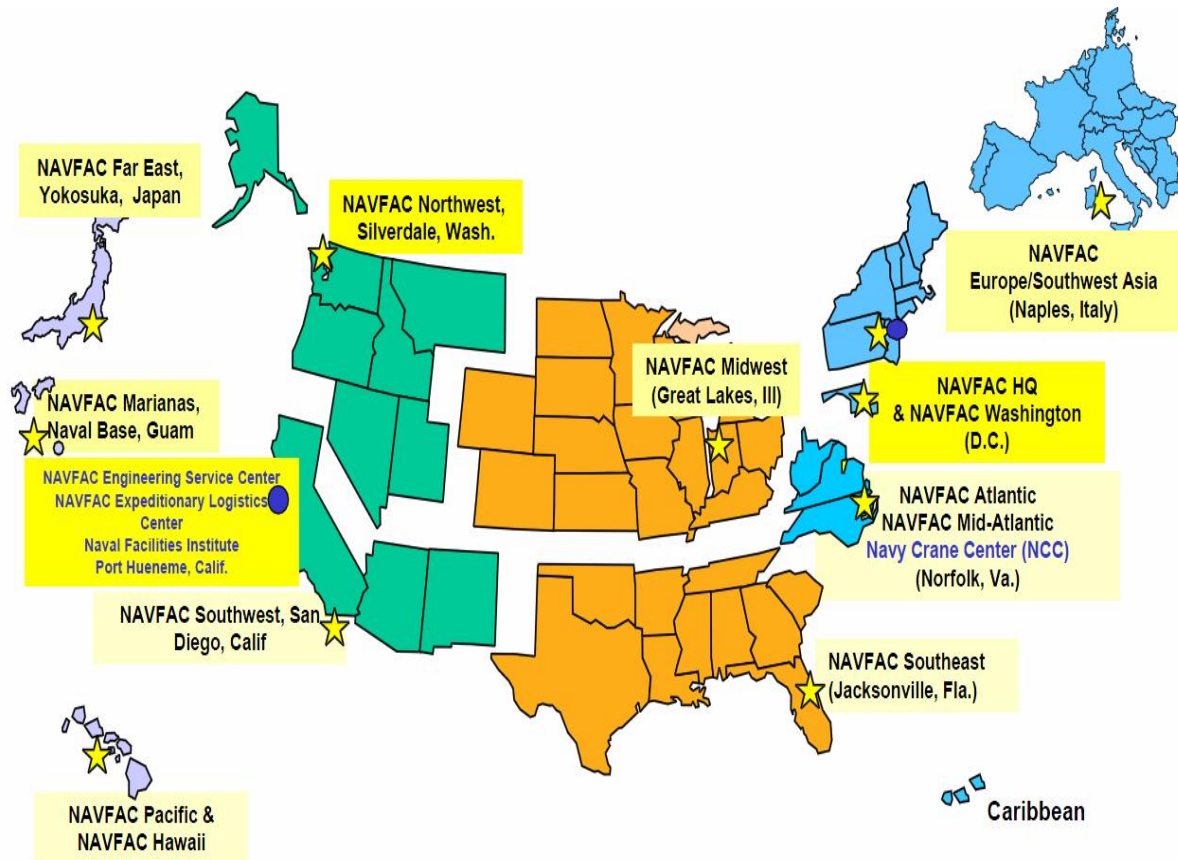 NAVFAC Far East,
Yokosuka, Japan
NAVFAC Northwest,
Silverdale, Wash.
NAVFAC
Europe/Southwest Asia
(Naples, Italy)
NAVFAC Midwest
(Great Lakes, Ill)
NAVFAC HQ
& NAVFAC Washington
(D.C.)
NAVFAC Marianas,
Naval Base, Guam
NAVFAC Engineering Service Center
NAVFAC Expeditionary Logistics
Center
Naval Facilities Institute
Port Hueneme, Calif.
NAVFAC Atlantic
NAVFAC Mid-Atlantic
Navy Crane Center (NCC)
(Norfolk, Va.)
NAVFAC Southwest, San
Diego, Calif
NAVFAC Southeast
(Jacksonville, Fla.)
NAVFAC Pacific &
NAVFAC Hawaii
Caribbean